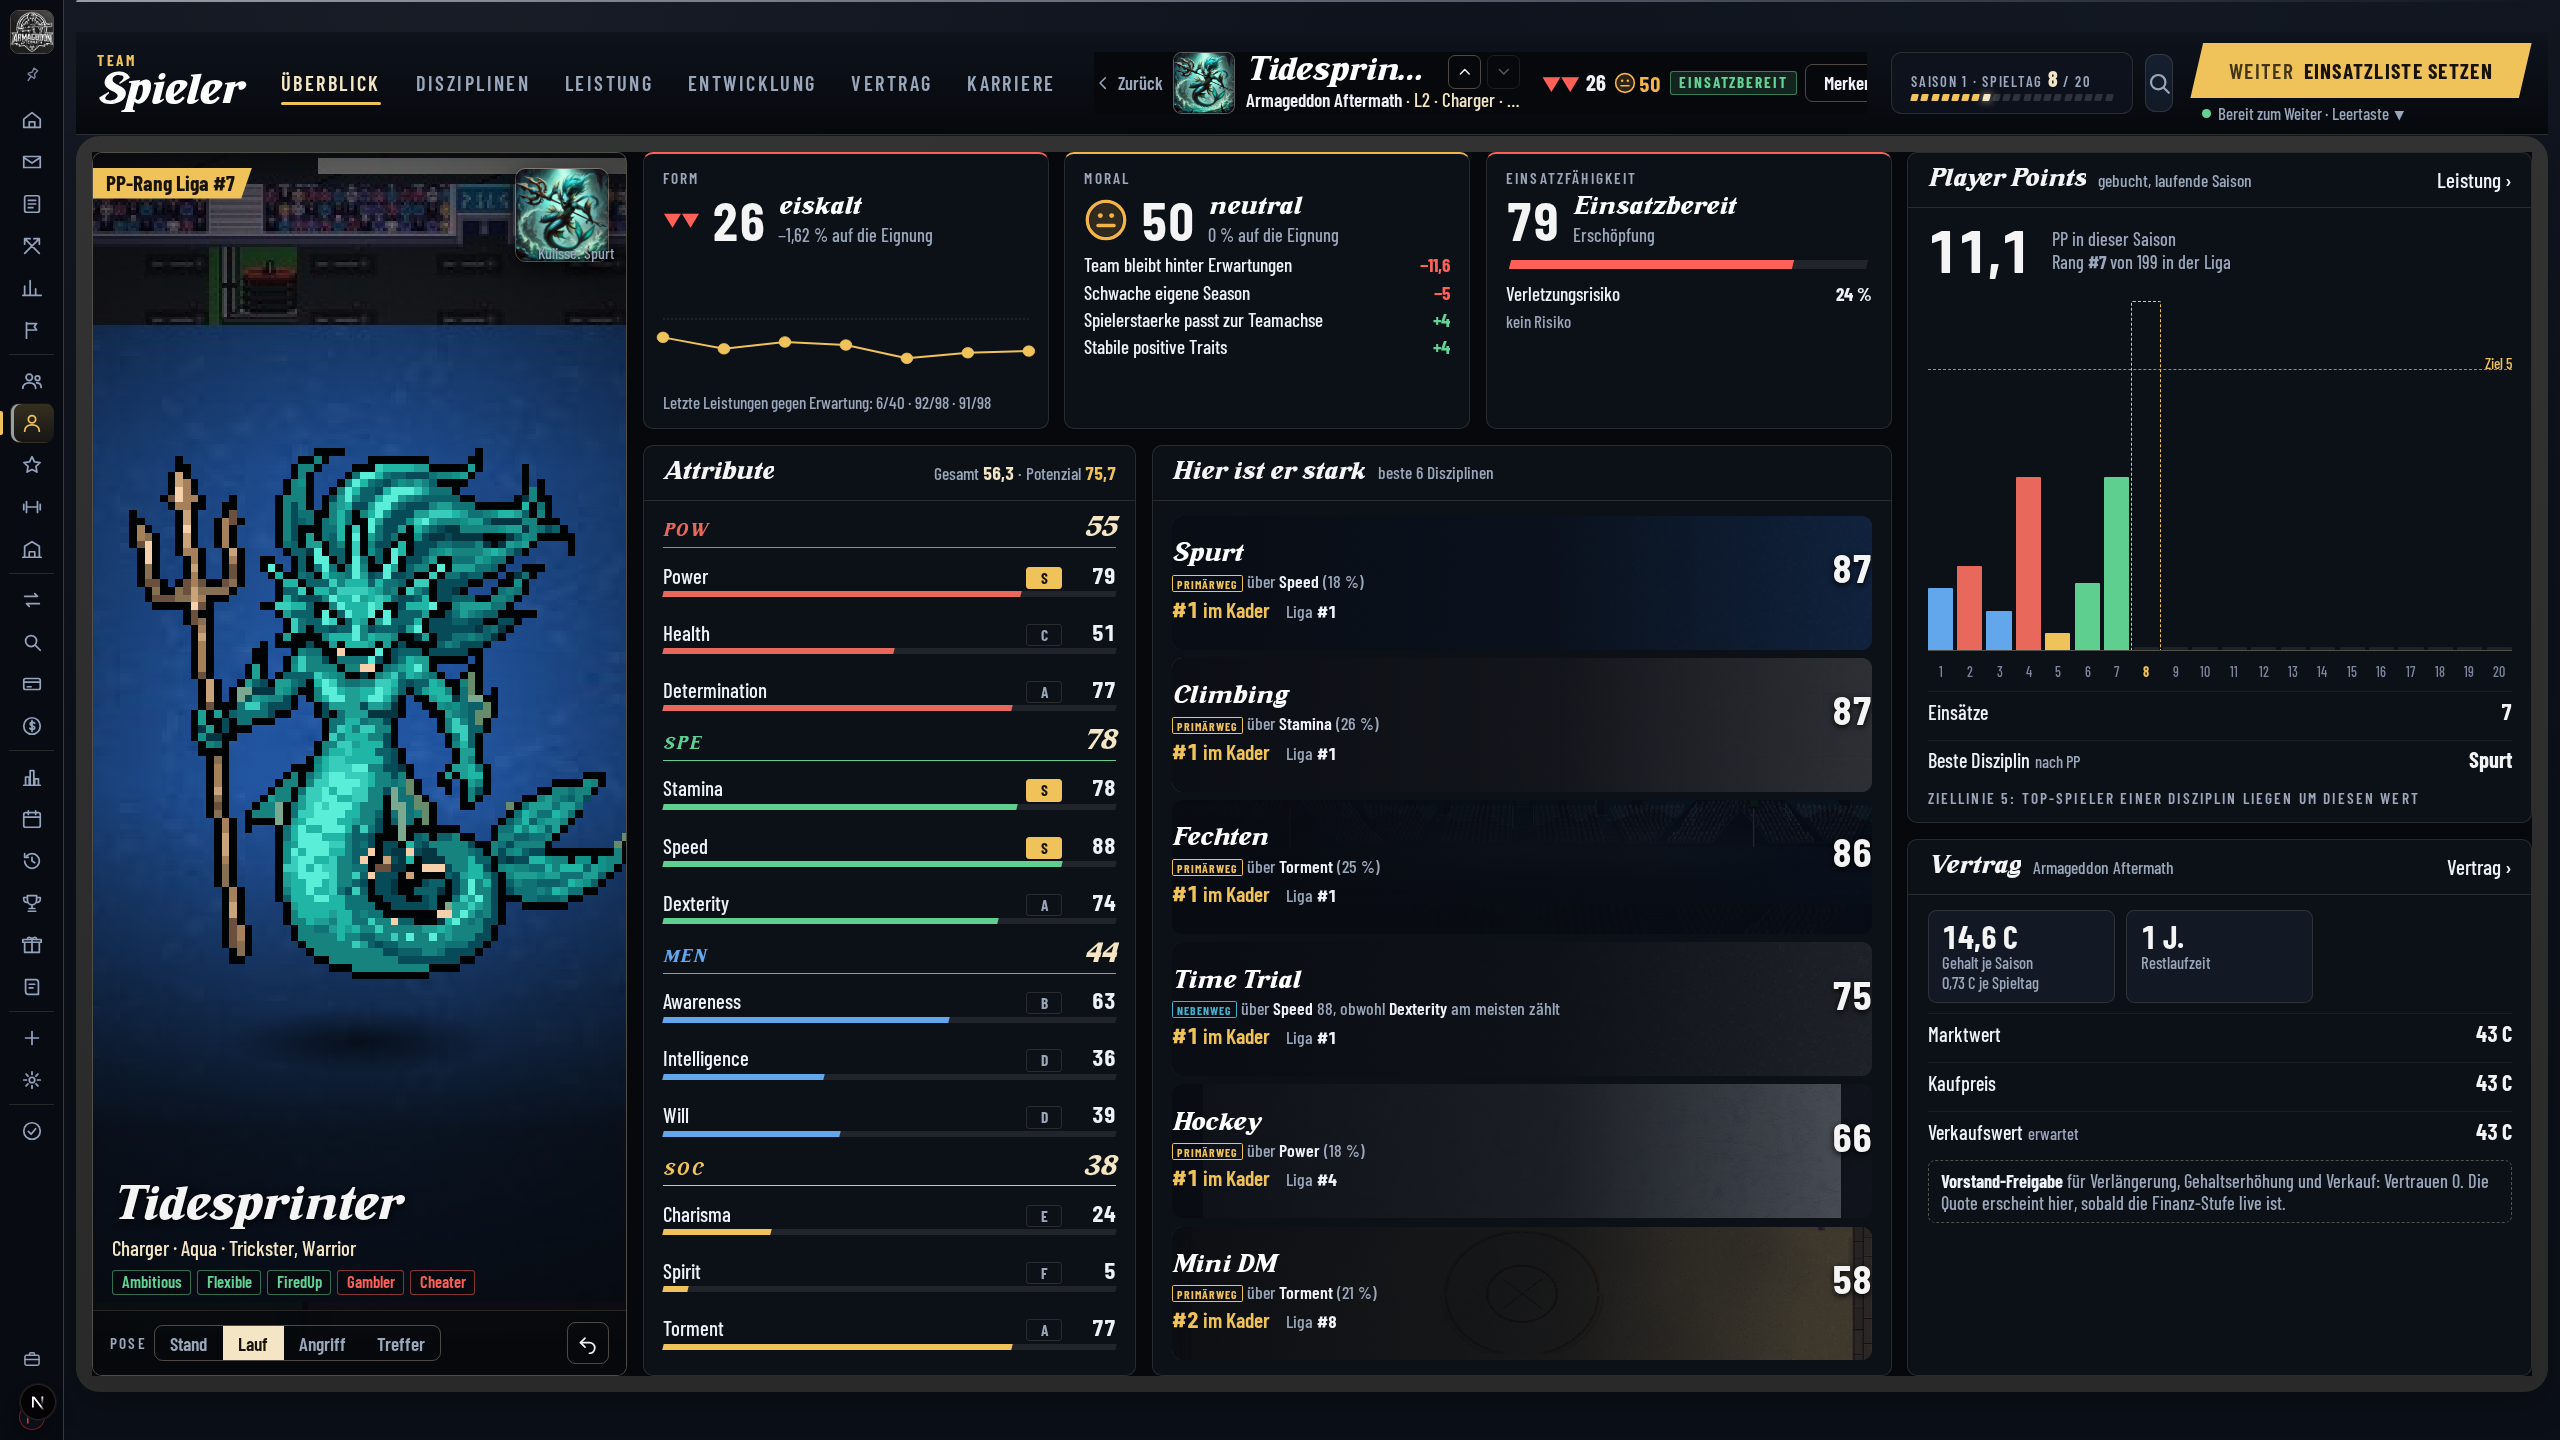 TEAM
Spieler
ÜBERBLICK
DISZIPLINEN
LEISTUNG
ENTWICKLUNG
VERTRAG
KARRIERE
Zurück
Tidesprin...
Armageddon Aftermath · L2 · Charger · ...
26
50
EINSATZBEREIT
Merken
SAISON 1 · SPIELTAG 8 / 20
WEITER EINSATZLISTE SETZEN
Bereit zum Weiter · Leertaste ▼
PP-Rang Liga #7
Kulisse: Spurt
Tidesprinter
Charger · Aqua · Trickster, Warrior
Ambitious
Flexible
FiredUp
Gambler
Cheater
POSE
Stand
Lauf
Angriff
Treffer
FORM
26
eiskalt
−1,62 % auf die Eignung
Letzte Leistungen gegen Erwartung: 6/40 · 92/98 · 91/98
MORAL
50
neutral
0 % auf die Eignung
Team bleibt hinter Erwartungen −11,6
Schwache eigene Season −5
Spielerstaerke passt zur Teamachse +4
Stabile positive Traits +4
EINSATZFÄHIGKEIT
79
Einsatzbereit
Erschöpfung
Verletzungsrisiko 24 %
kein Risiko
Attribute
Gesamt 56,3 · Potenzial 75,7
POW 55
Power S 79
Health C 51
Determination A 77
SPE 78
Stamina S 78
Speed S 88
Dexterity A 74
MEN 44
Awareness B 63
Intelligence D 36
Will D 39
SOC 38
Charisma E 24
Spirit F 5
Torment A 77
Hier ist er stark beste 6 Disziplinen
Spurt
PRIMÄRWEG über Speed (18 %)
#1 im Kader Liga #1
87
Climbing
PRIMÄRWEG über Stamina (26 %)
#1 im Kader Liga #1
87
Fechten
PRIMÄRWEG über Torment (25 %)
#1 im Kader Liga #1
86
Time Trial
NEBENWEG über Speed 88, obwohl Dexterity am meisten zählt
#1 im Kader Liga #1
75
Hockey
PRIMÄRWEG über Power (18 %)
#1 im Kader Liga #4
66
Mini DM
PRIMÄRWEG über Torment (21 %)
#2 im Kader Liga #8
58
Player Points gebucht, laufende Saison
Leistung ›
11,1
PP in dieser Saison
Rang #7 von 199 in der Liga
Ziel 5
1 2 3 4 5 6 7 8 9 10 11 12 13 14 15 16 17 18 19 20
Einsätze 7
Beste Disziplin nach PP Spurt
ZIELLINIE 5: TOP-SPIELER EINER DISZIPLIN LIEGEN UM DIESEN WERT
Vertrag Armageddon Aftermath
Vertrag ›
14,6 C
Gehalt je Saison
0,73 C je Spieltag
1 J.
Restlaufzeit
Marktwert 43 C
Kaufpreis 43 C
Verkaufswert erwartet 43 C
Vorstand-Freigabe für Verlängerung, Gehaltserhöhung und Verkauf: Vertrauen 0. Die
Quote erscheint hier, sobald die Finanz-Stufe live ist.
N